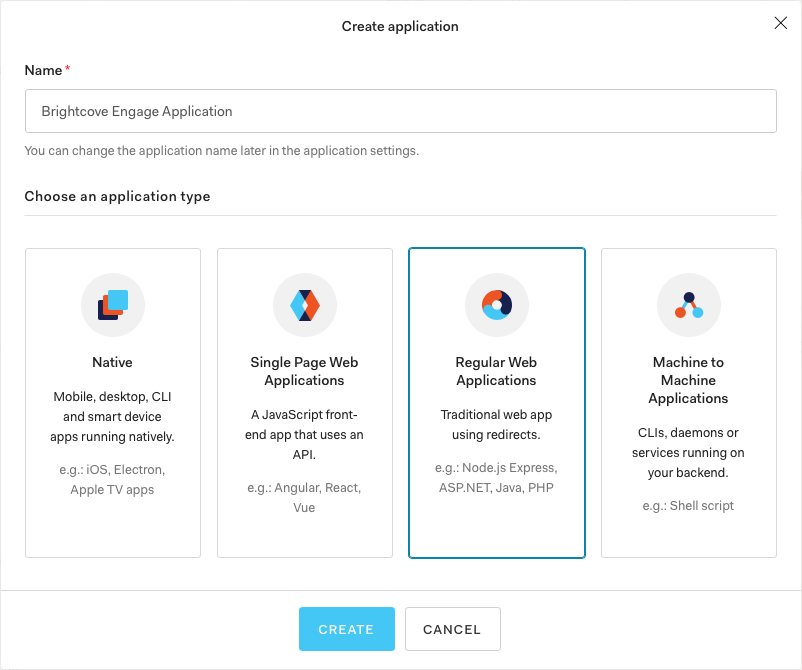 Create application
Name *
Brightcove Engage Application
You can change the application name later in the application settings.
Choose an application type
Native
Mobile, desktop, CLI
and smart device
apps running natively.
e.g.: iOS, Electron,
Apple TV apps
Single Page Web
Applications
A JavaScript front-
end app that uses an
API.
e.g.: Angular, React,
Vue
Regular Web
Applications
Traditional web app
using redirects.
e.g.: Node.js Express,
ASP.NET, Java, PHP
Machine to
Machine
Applications
CLIs, daemons or
services running on
your backend.
e.g.: Shell script
CREATE
CANCEL